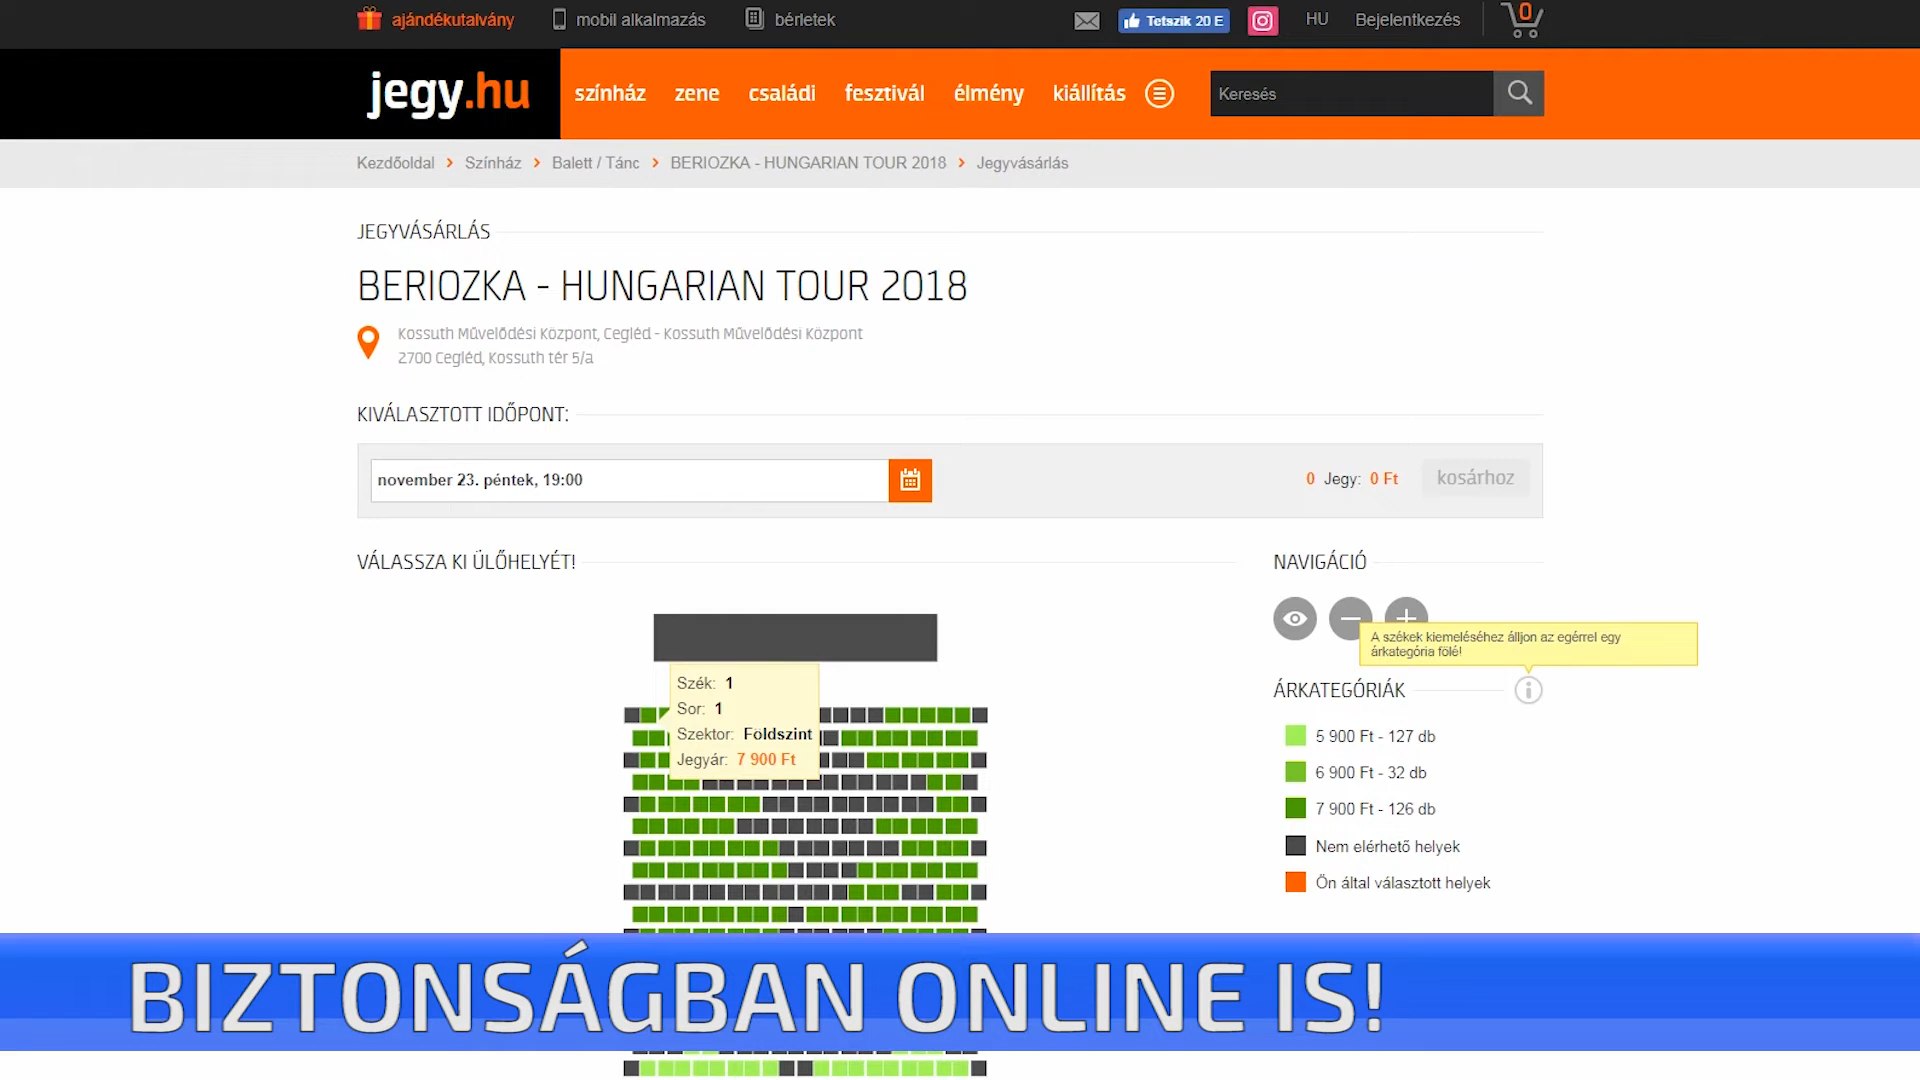 ajándékutalvány
mobil alkalmazás
bérletek
Tetszik 20 E
HU
Bejelentkezés
0
jegy.hu
színház
zene
családi
fesztivál
élmény
kiállítás
Keresés
Kezdőoldal > Színház > Balett / Tánc > BERIOZKA - HUNGARIAN TOUR 2018 > Jegyvásárlás
JEGYVÁSÁRLÁS
BERIOZKA - HUNGARIAN TOUR 2018
Kossuth Művelődési Központ, Cegléd - Kossuth Művelődési Központ
2700 Cegléd, Kossuth tér 5/a
KIVÁLASZTOTT IDŐPONT:
november 23. péntek, 19:00
0 Jegy: 0 Ft
kosárhoz
VÁLASSZA KI ÜLŐHELYÉT!
Szék: 1
Sor: 1
Szektor: Földszint
Jegyár: 7 900 Ft
NAVIGÁCIÓ
A székek kiemeléséhez álljon az egérrel egy
árkategória fölé!
ÁRKATEGÓRIÁK
5 900 Ft - 127 db
6 900 Ft - 32 db
7 900 Ft - 126 db
Nem elérhető helyek
Ön által választott helyek
BIZTONSÁGBAN ONLINE IS!